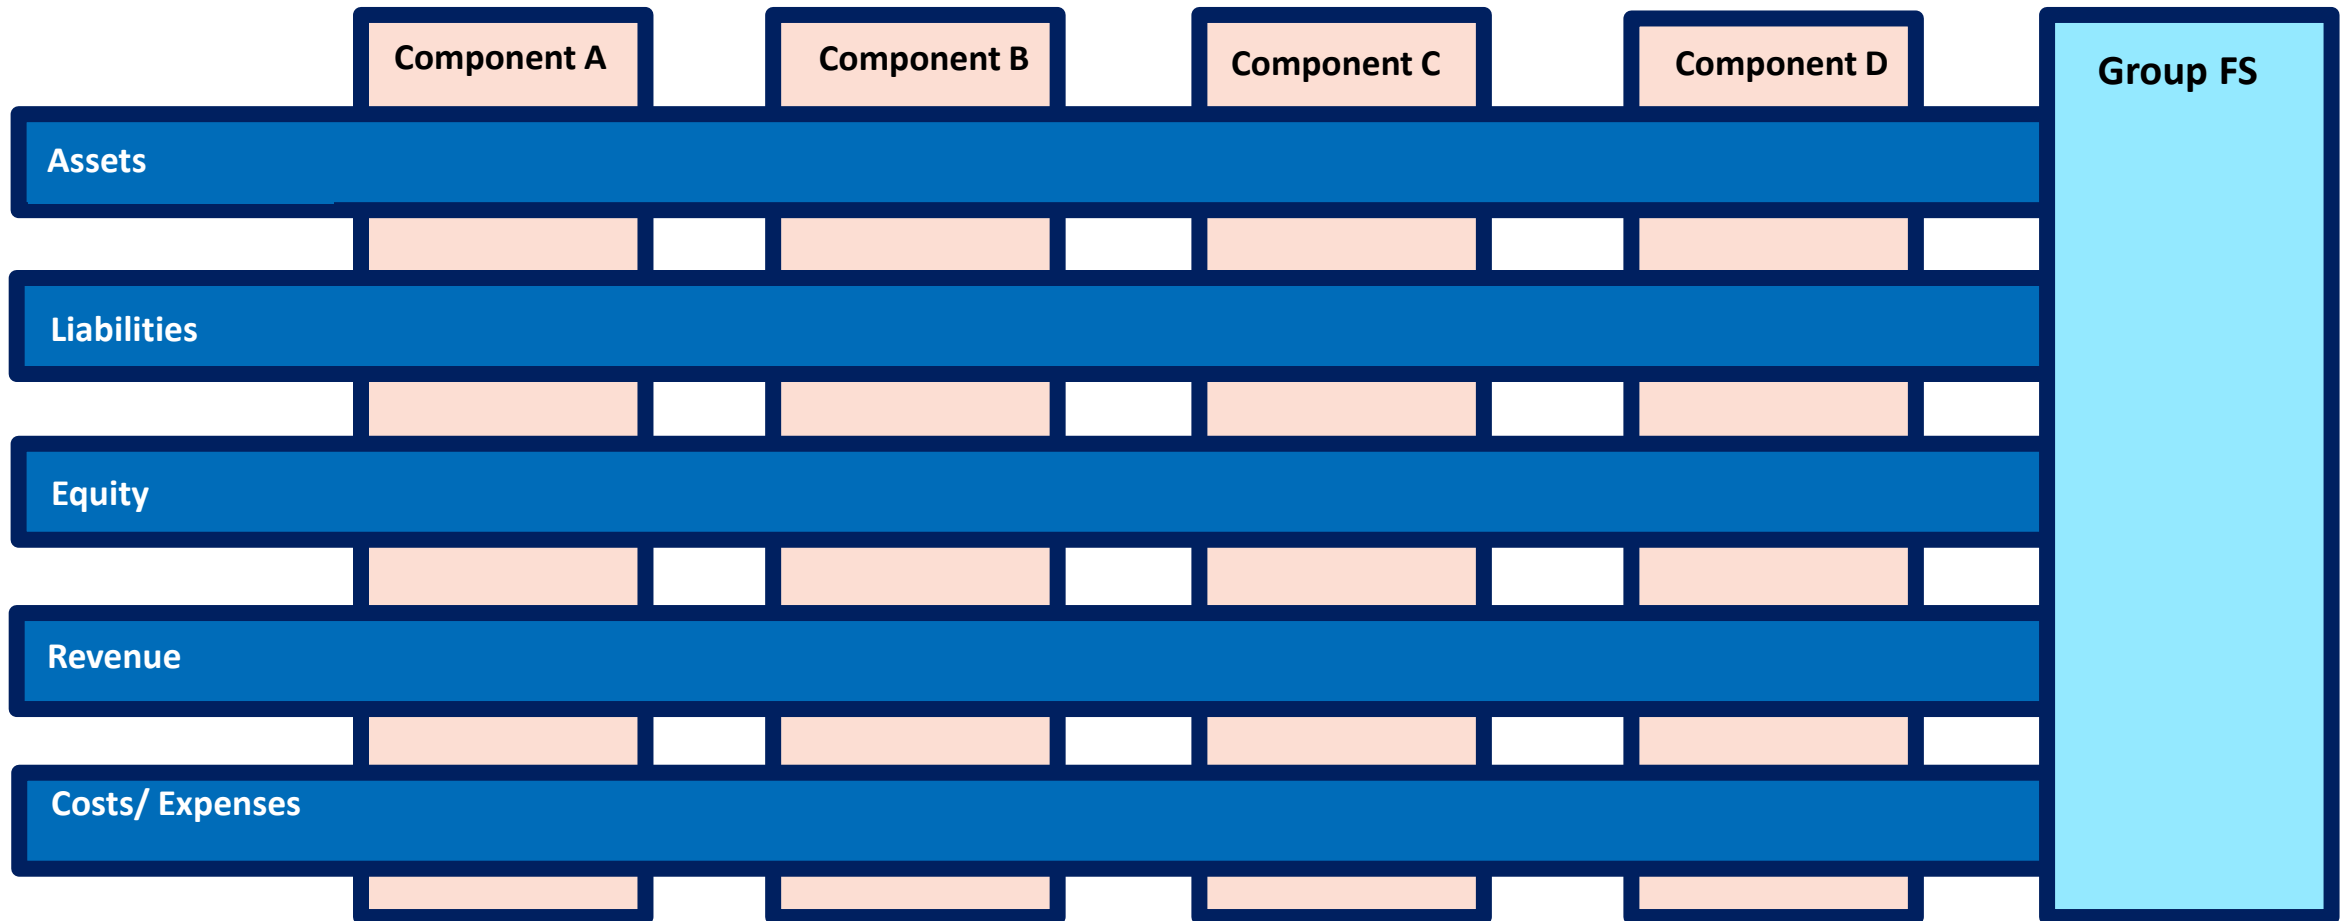 Component A
Component B
Component C
Component D
Group FS
Assets
Liabilities
Equity
Revenue
Costs/ Expenses